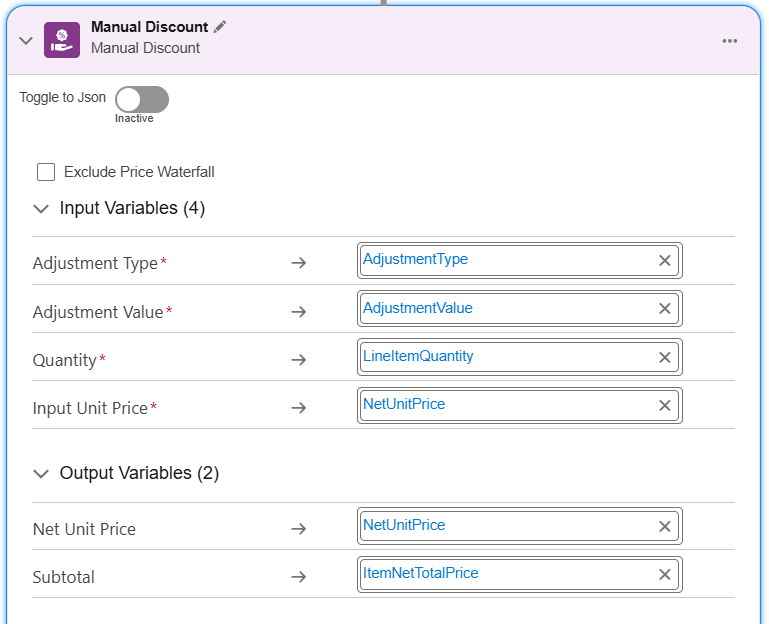 Manual Discount
Manual Discount
Toggle to Json
Inactive
Exclude Price Waterfall
Input Variables (4)
Adjustment Type* AdjustmentType
Adjustment Value* AdjustmentValue
Quantity* LineItemQuantity
Input Unit Price* NetUnitPrice
Output Variables (2)
Net Unit Price NetUnitPrice
Subtotal ItemNetTotalPrice